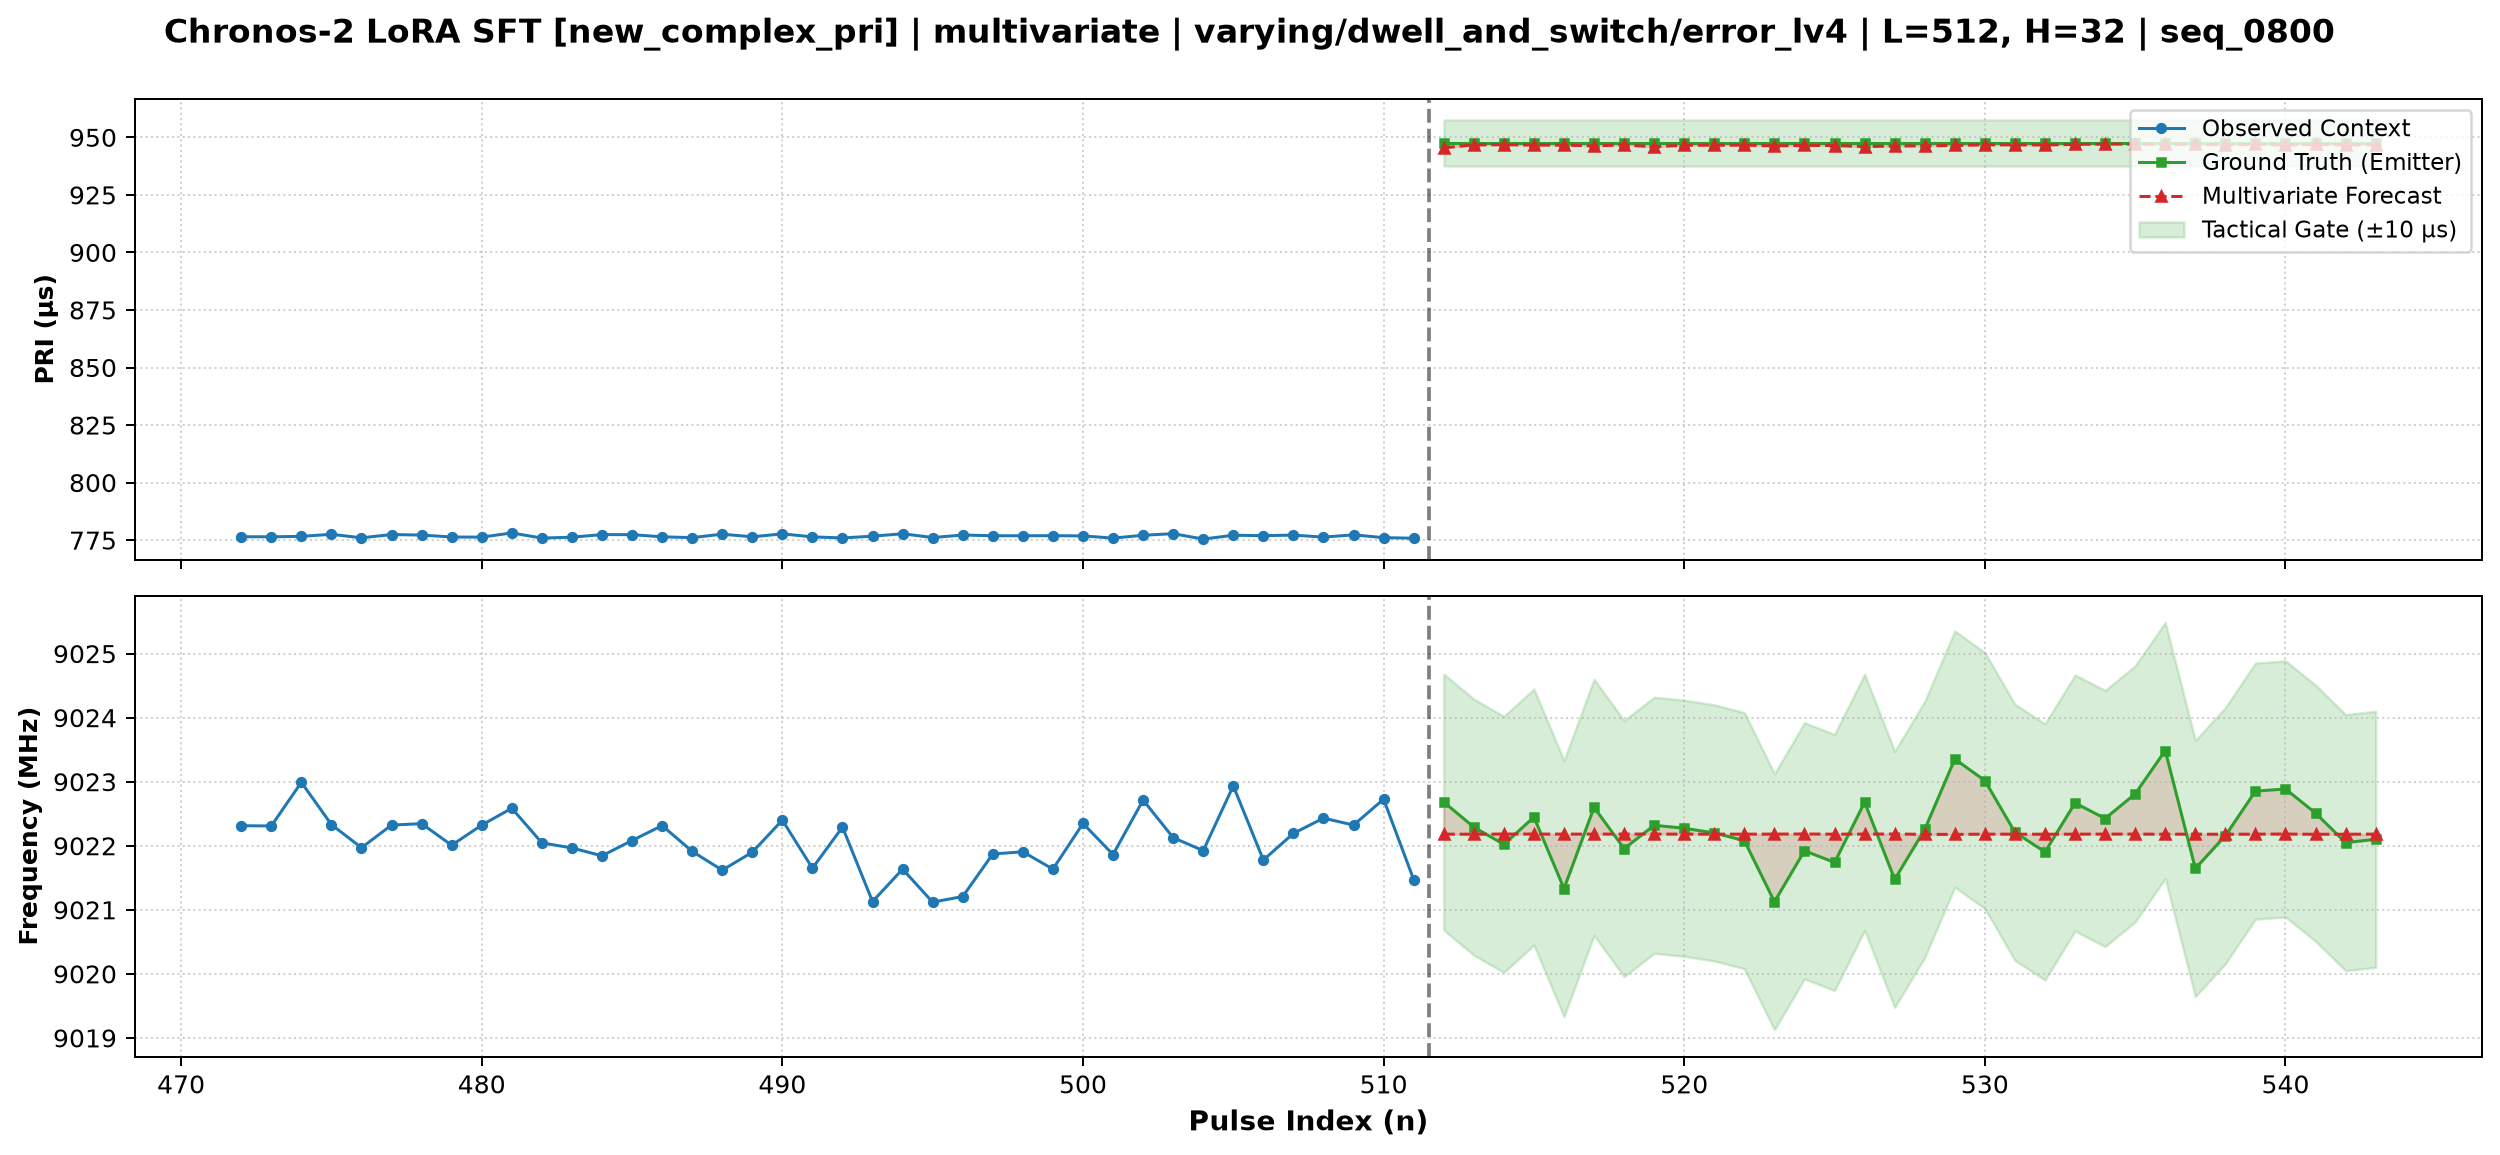 Chronos-2 LoRA SFT [new_complex_pri] | multivariate | varying/dwell_and_switch/error_lv4 | L=512, H=32 | seq_0800
950
925
900
875
850
825
800
775
PRI (µs)
Observed Context
Ground Truth (Emitter)
Multivariate Forecast
Tactical Gate (±10 µs)
9025
9024
9023
9022
9021
9020
9019
Frequency (MHz)
470 480 490 500 510 520 530 540
Pulse Index (n)